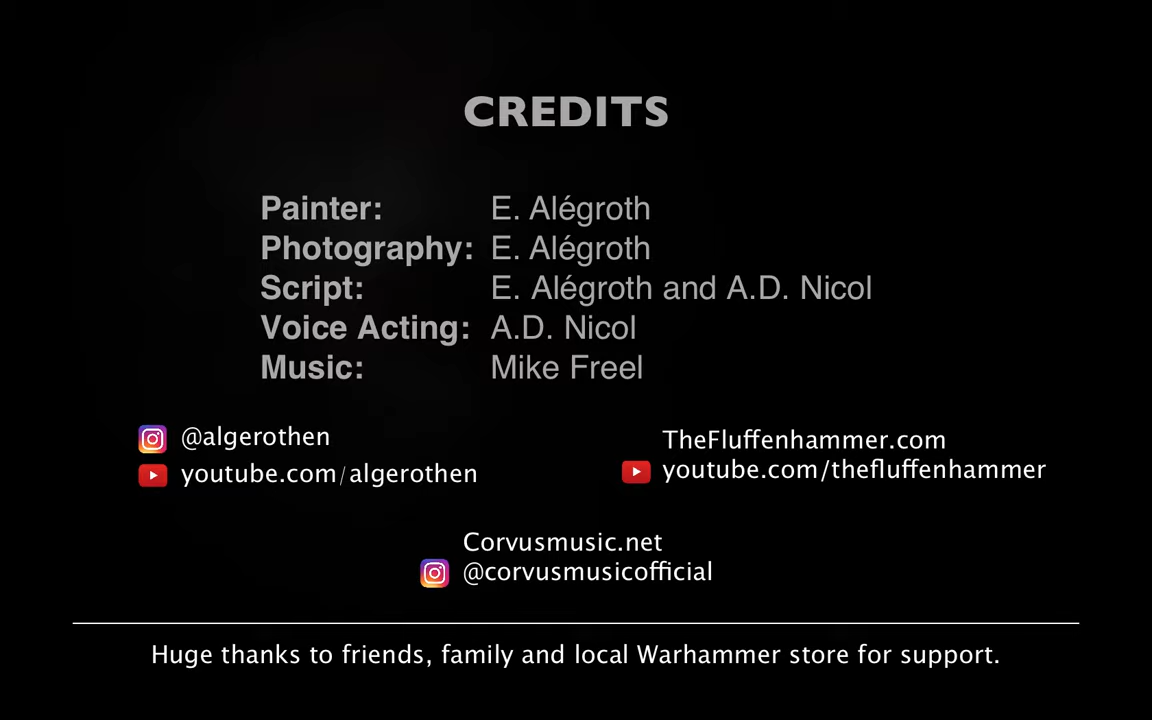 CREDITS
Painter: E. Alégroth
Photography: E. Alégroth
Script: E. Alégroth and A.D. Nicol
Voice Acting: A.D. Nicol
Music: Mike Freel
@algerothen
youtube.com/algerothen
TheFluffenhammer.com
youtube.com/thefluffenhammer
Corvusmusic.net
@corvusmusicofficial
Huge thanks to friends, family and local Warhammer store for support.